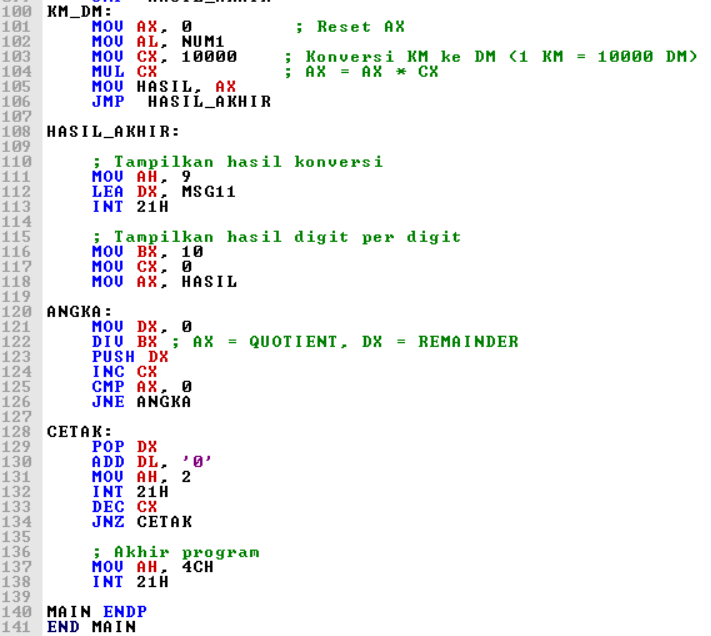 100 KM_DM:
101 MOV AX, 0 ; Reset AX
102 MOV AL, NUM1
103 MOV CX, 10000 ; Konversi KM ke DM (1 KM = 10000 DM)
104 MUL CX ; AX = AX * CX
105 MOV HASIL, AX
106 JMP HASIL_AKHIR
107
108 HASIL_AKHIR:
109
110 ; Tampilkan hasil konversi
111 MOV AH, 9
112 LEA DX, MSG11
113 INT 21H
114
115 ; Tampilkan hasil digit per digit
116 MOV BX, 10
117 MOV CX, 0
118 MOV AX, HASIL
119
120 ANGKA:
121 MOV DX, 0
122 DIV BX ; AX = QUOTIENT, DX = REMAINDER
123 PUSH DX
124 INC CX
125 CMP AX, 0
126 JNE ANGKA
127
128 CETAK:
129 POP DX
130 ADD DL, '0'
131 MOV AH, 2
132 INT 21H
133 DEC CX
134 JNZ CETAK
135
136 ; Akhir program
137 MOV AH, 4CH
138 INT 21H
139
140 MAIN ENDP
141 END MAIN